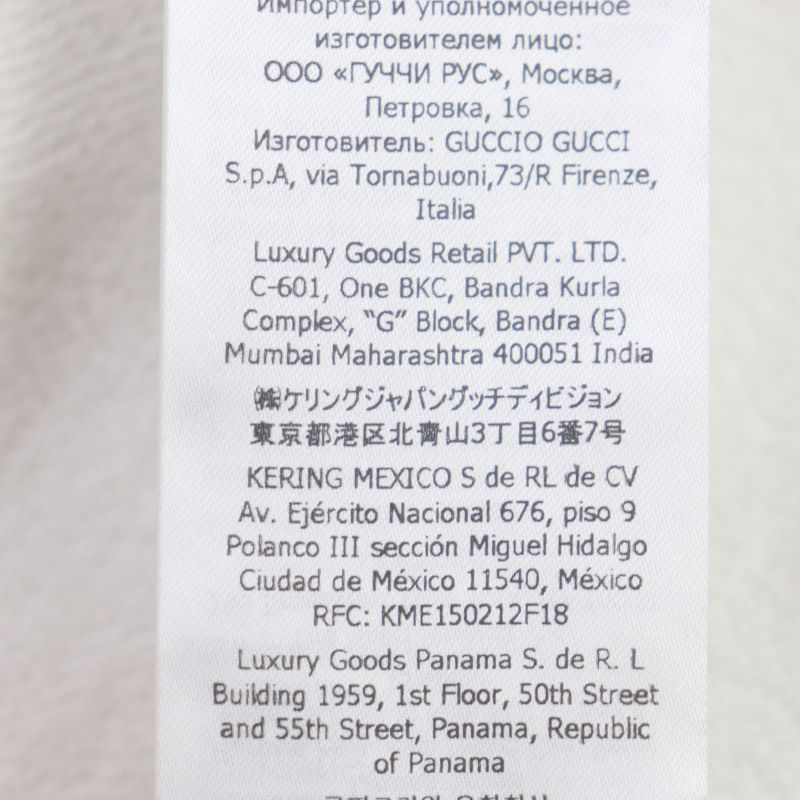 Импортер и уполномоченное
изготовителем лицо:
ООО «ГУЧЧИ РУС», Москва,
Петровка, 16
Изготовитель: GUCCIO GUCCI
S.p.A, via Tornabuoni,73/R Firenze,
Italia
Luxury Goods Retail PVT. LTD.
C-601, One BKC, Bandra Kurla
Complex, “G” Block, Bandra (E)
Mumbai Maharashtra 400051 India
㈱ケリングジャパングッチディビジョン
東京都港区北青山3丁目6番7号
KERING MEXICO S de RL de CV
Av. Ejército Nacional 676, piso 9
Polanco III sección Miguel Hidalgo
Ciudad de México 11540, México
RFC: KME150212F18
Luxury Goods Panama S. de R. L
Building 1959, 1st Floor, 50th Street
and 55th Street, Panama, Republic
of Panama